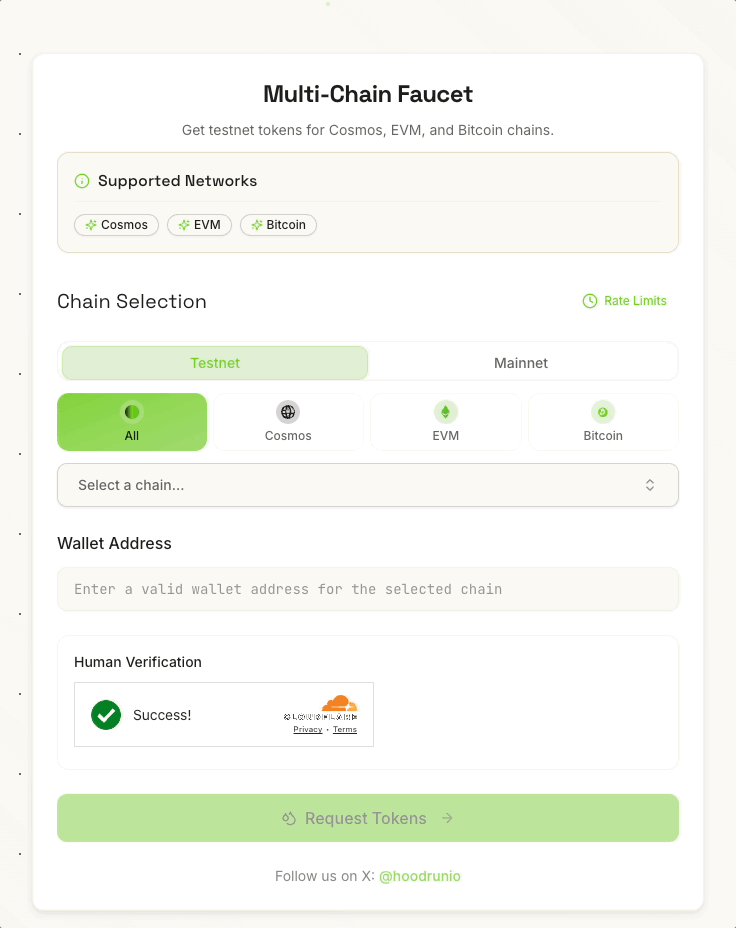 Multi-Chain Faucet
Get testnet tokens for Cosmos, EVM, and Bitcoin chains.
Supported Networks
Cosmos EVM Bitcoin
Chain Selection Rate Limits
Testnet Mainnet
All Cosmos EVM Bitcoin
Select a chain...
Wallet Address
Enter a valid wallet address for the selected chain
Human Verification
Success!
CLOUDFLARE
Privacy • Terms
Request Tokens
Follow us on X: @hoodrunio